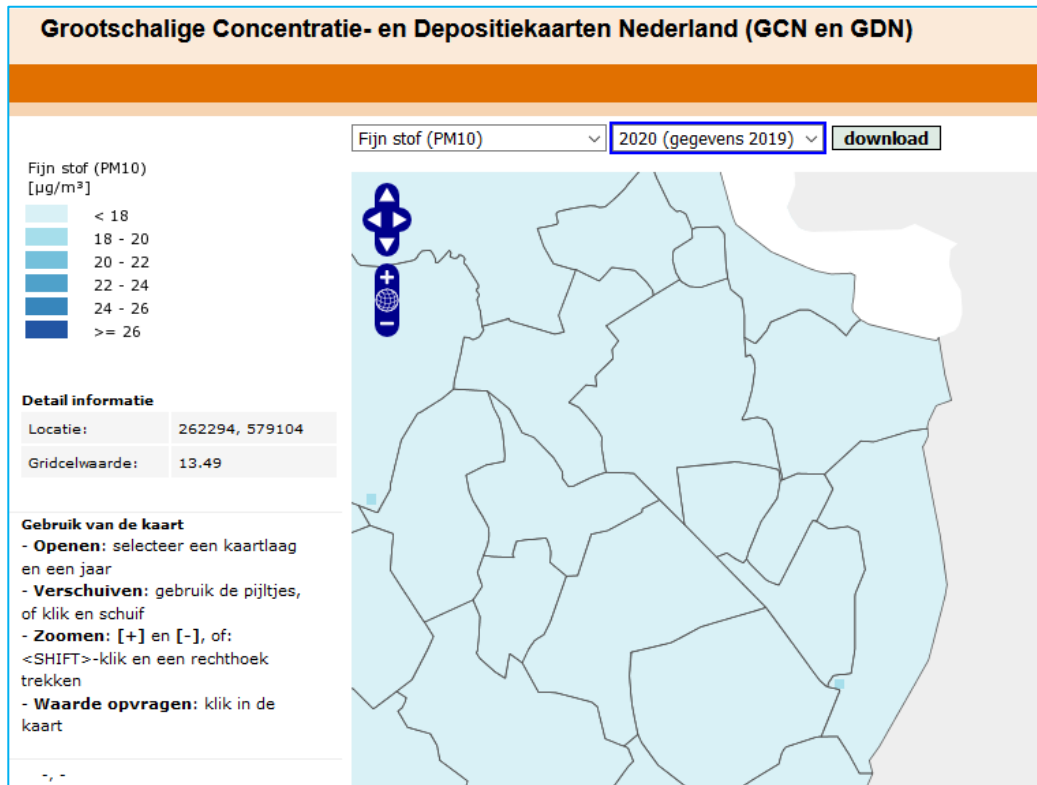 Grootschalige Concentratie- en Depositiekaarten Nederland (GCN en GDN)
Fijn stof (PM10) 2020 (gegevens 2019) download
Fijn stof (PM10)
[µg/m³]
< 18
18 - 20
20 - 22
22 - 24
24 - 26
>= 26
Detail informatie
Locatie: 262294, 579104
Gridcelwaarde: 13.49
Gebruik van de kaart
- Openen: selecteer een kaartlaag
en een jaar
- Verschuiven: gebruik de pijltjes,
of klik en schuif
- Zoomen: [+] en [-], of:
<SHIFT>-klik en een rechthoek
trekken
- Waarde opvragen: klik in de
kaart
-, -